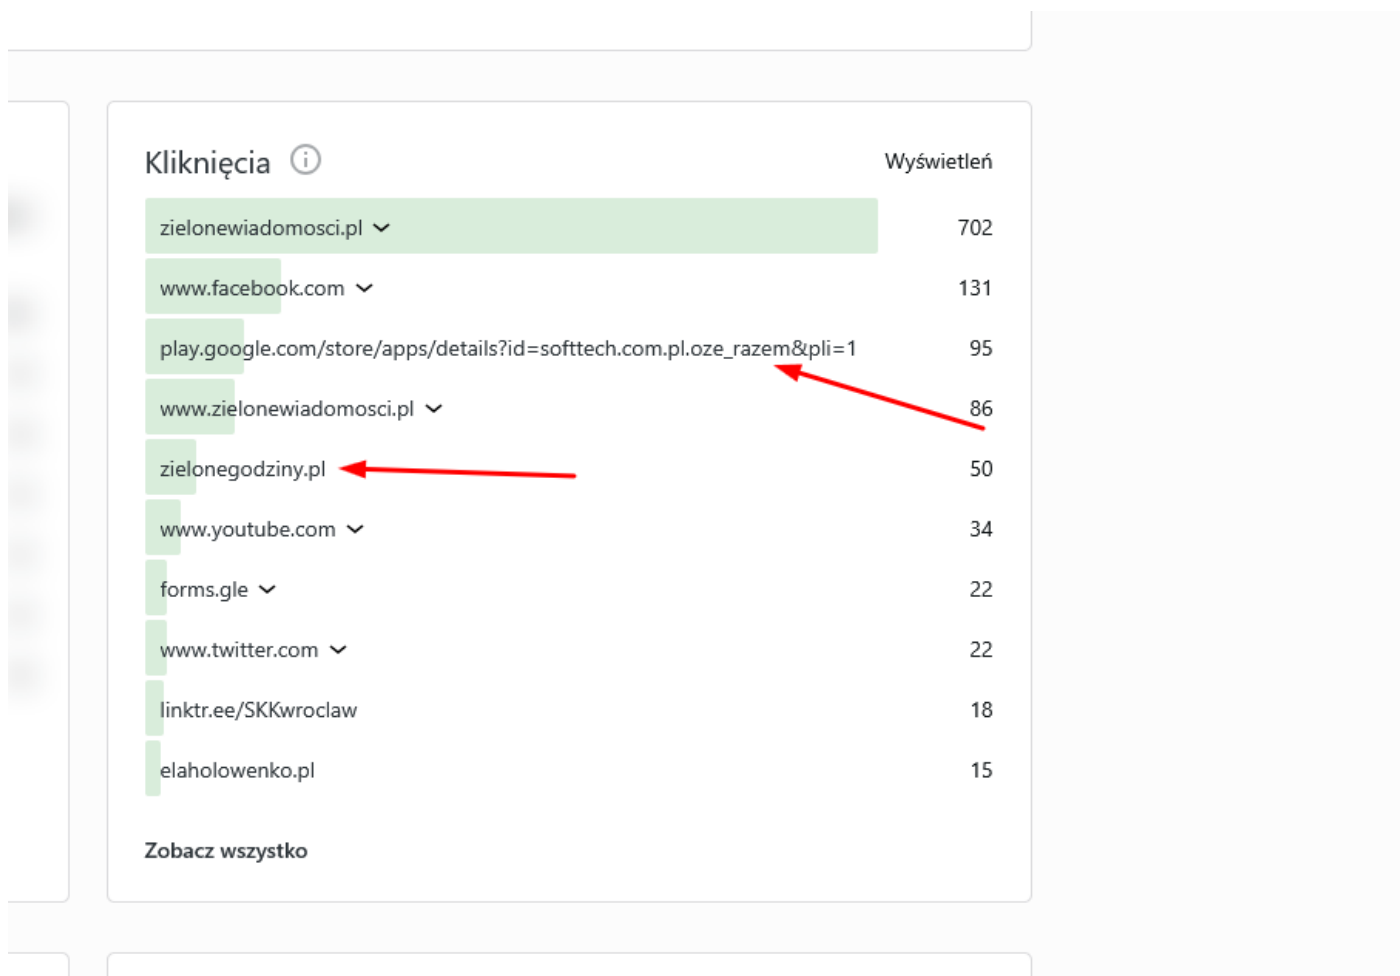 Kliknięcia
Wyświetleń
zielonewiadomosci.pl 702
www.facebook.com 131
play.google.com/store/apps/details?id=softtech.com.pl.oze_razem&pli=1 95
www.zielonewiadomosci.pl 86
zielonegodziny.pl 50
www.youtube.com 34
forms.gle 22
www.twitter.com 22
linktr.ee/SKKwroclaw 18
elaholowenko.pl 15
Zobacz wszystko